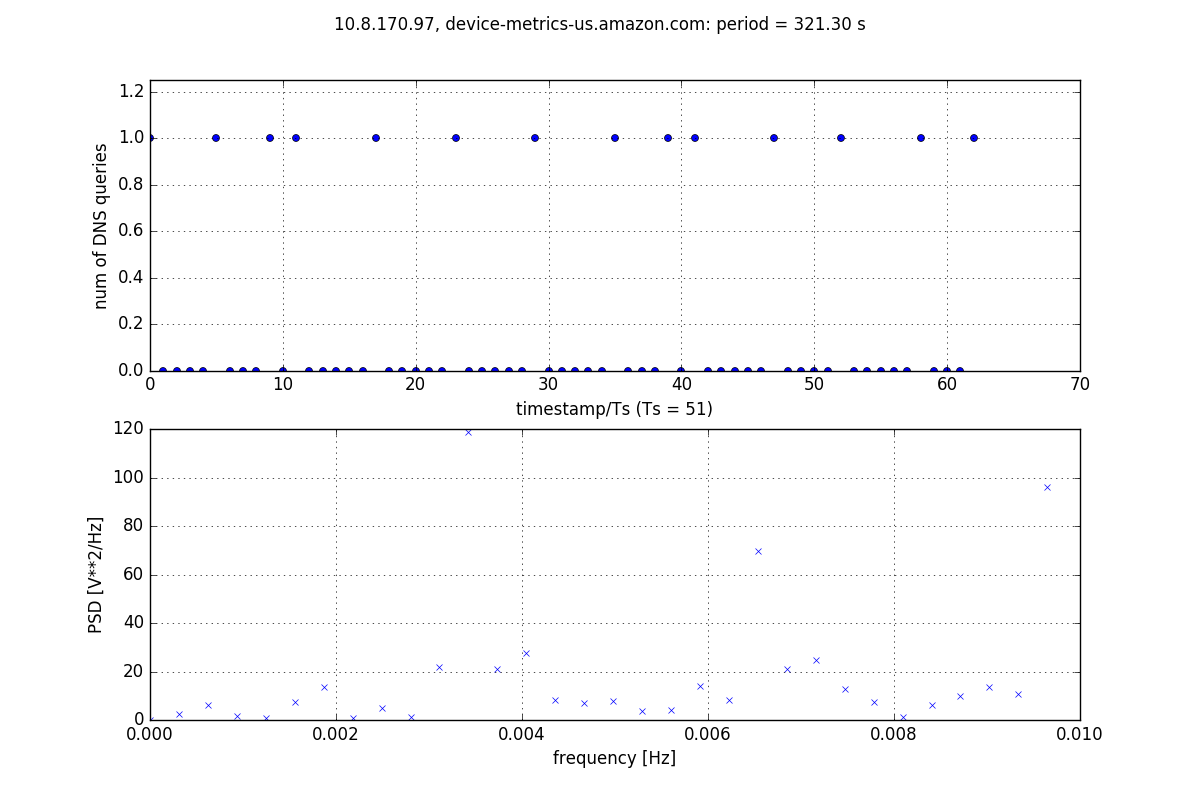 10.8.170.97, device-metrics-us.amazon.com: period = 321.30 s
1.2
1.0
0.8
0.6
0.4
0.2
0.0
num of DNS queries
0 10 20 30 40 50 60 70
timestamp/Ts (Ts = 51)
120
100
80
60
40
20
0
PSD [V**2/Hz]
0.000 0.002 0.004 0.006 0.008 0.010
frequency [Hz]